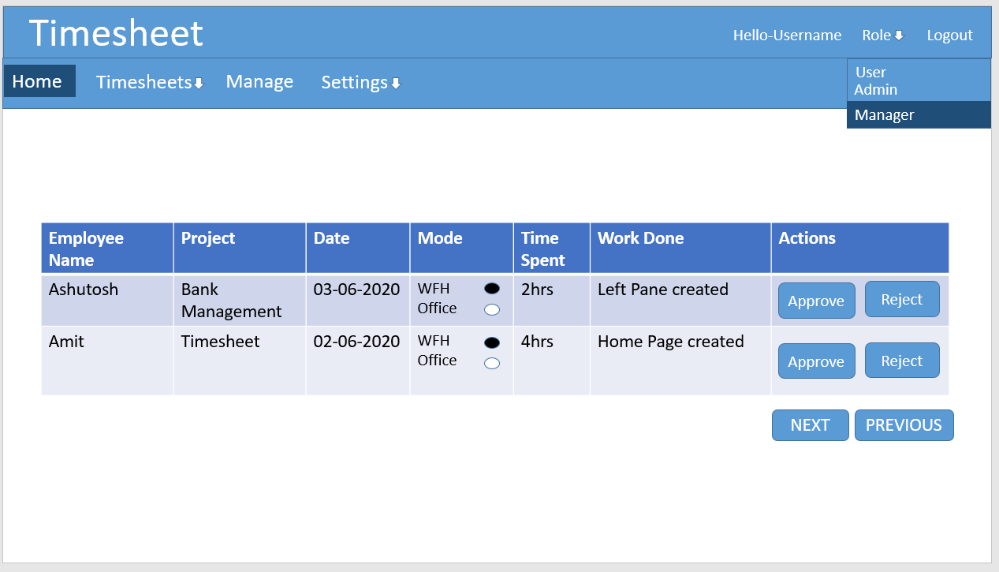 Timesheet
Hello-Username Role Logout
Home Timesheets Manage Settings
User
Admin
Manager
Employee Name Project Date Mode Time Spent Work Done Actions
Ashutosh Bank Management 03-06-2020 WFH Office 2hrs Left Pane created Approve Reject
Amit Timesheet 02-06-2020 WFH Office 4hrs Home Page created Approve Reject
NEXT PREVIOUS